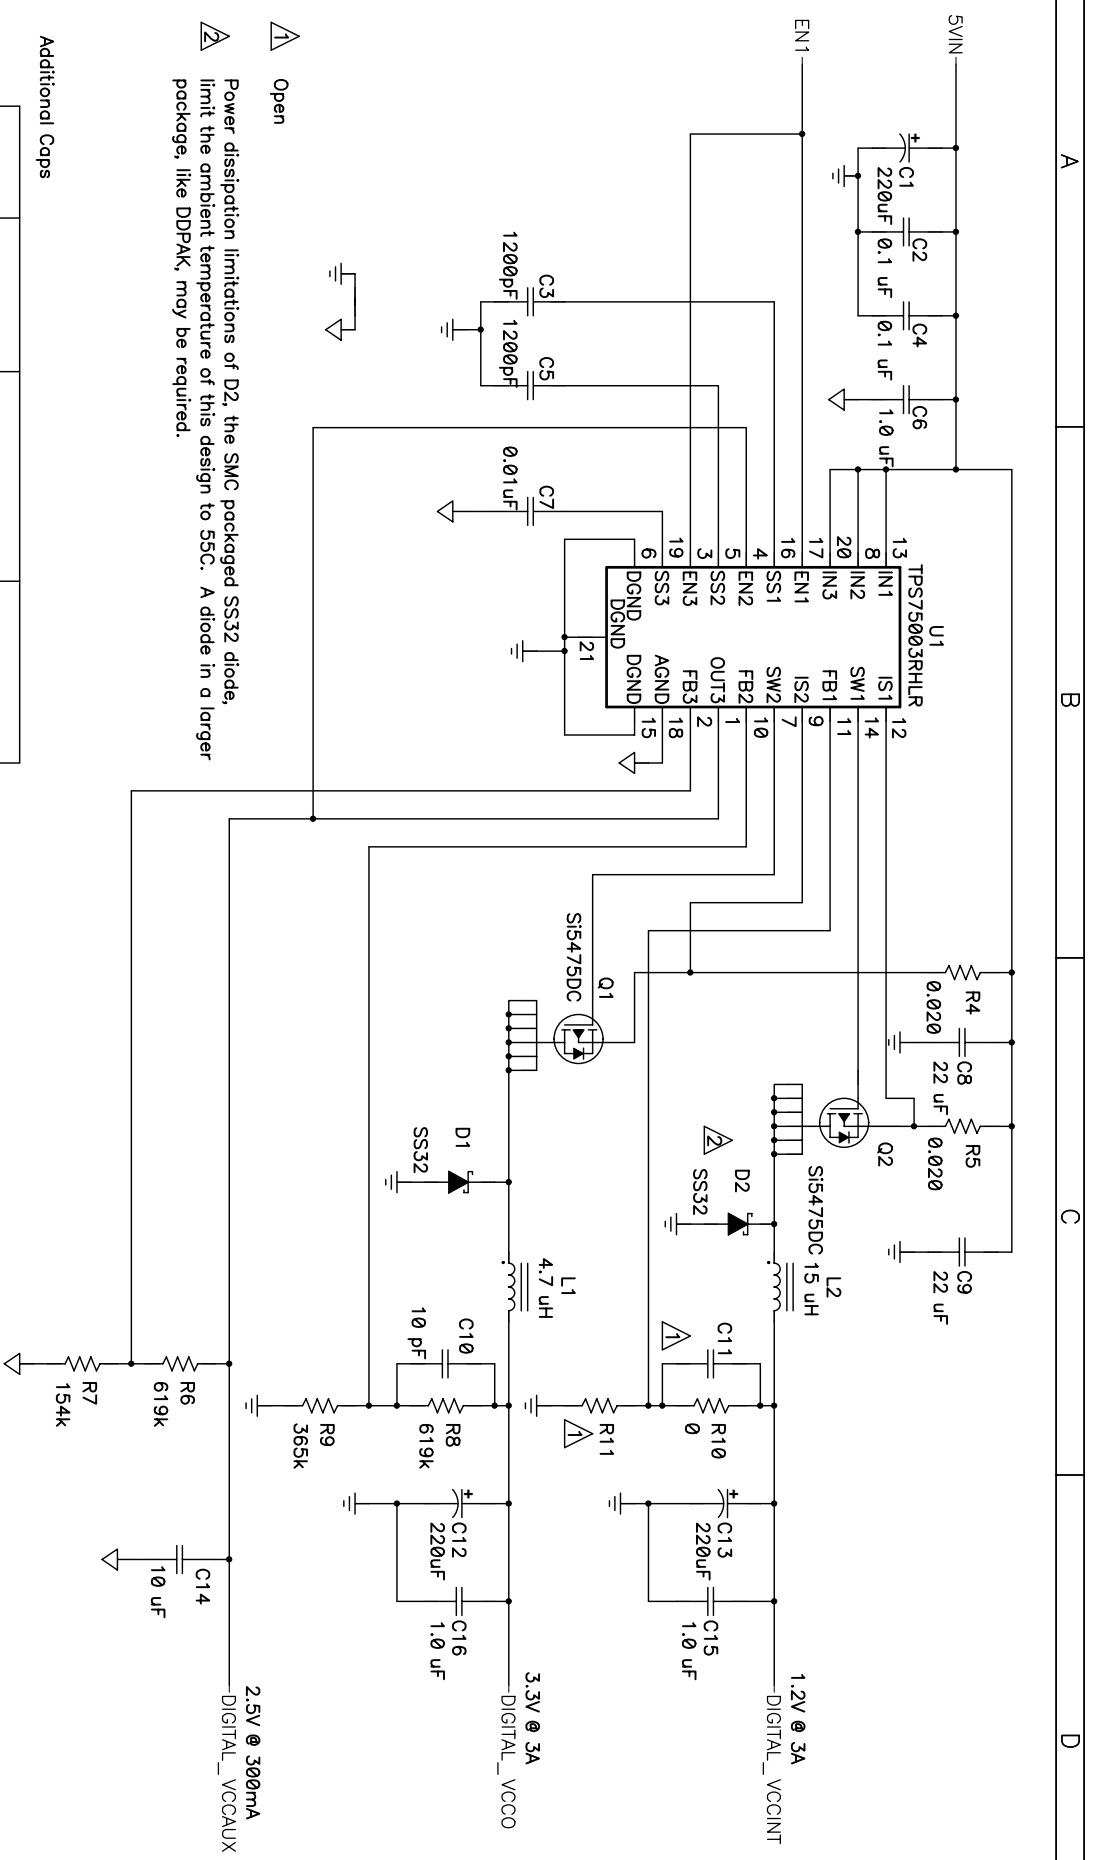 A
B
C
D
5VIN
EN1
C1
220uF
C2
0.1 uF
C4
0.1 uF
C6
1.0 uF
C3
1200pF
C5
1200pF
C7
0.01uF
U1
TPS75003RHLR
13
8
20
17
16
4
5
3
19
6
IN1
IN2
IN3
EN1
SS1
EN2
SS2
EN3
SS3
DGND
DGND
21
IS1
SW1
FB1
IS2
SW2
FB2
OUT3
FB3
AGND
DGND
12
14
11
9
7
10
1
2
18
15
R4
0.020
C8
22 uF
R5
0.020
C9
22 uF
Q2
Si5475DC
Q1
Si5475DC
2
D2
SS32
D1
SS32
L2
15 uH
L1
4.7 uH
C11
1
R10
0
R11
1
C10
10 pF
R8
619k
R9
365k
R6
619k
R7
154k
C13
220uF
C15
1.0 uF
C12
220uF
C16
1.0 uF
C14
10 uF
1.2V @ 3A
DIGITAL_VCCINT
3.3V @ 3A
DIGITAL_VCCO
2.5V @ 300mA
DIGITAL_VCCAUX
1 Open
2 Power dissipation limitations of D2, the SMC packaged SS32 diode,
limit the ambient temperature of this design to 55C. A diode in a larger
package, like DDPAK, may be required.
Additional Caps